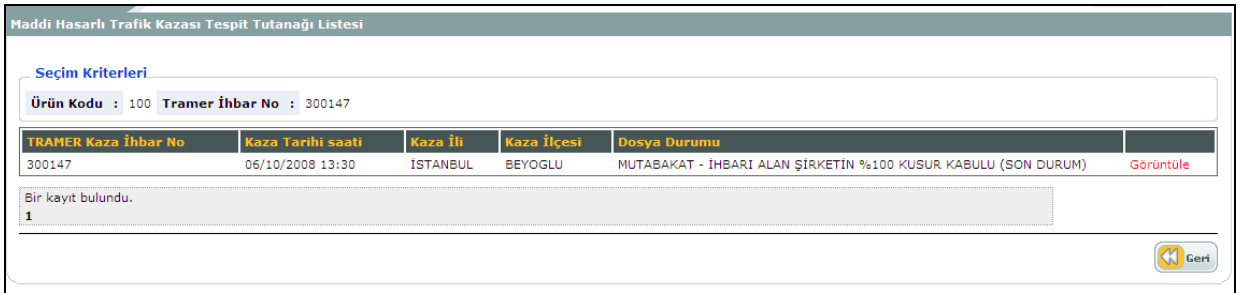 Maddi Hasarlı Trafik Kazası Tespit Tutanağı Listesi
Seçim Kriterleri
Ürün Kodu : 100 Tramer İhbar No : 300147
TRAMER Kaza İhbar No Kaza Tarihi saati Kaza İli Kaza İlçesi Dosya Durumu
300147 06/10/2008 13:30 İSTANBUL BEYOGLU MUTABAKAT - İHBARI ALAN ŞİRKETİN %100 KUSUR KABULU (SON DURUM) Görüntüle
Bir kayıt bulundu.
1
Geri